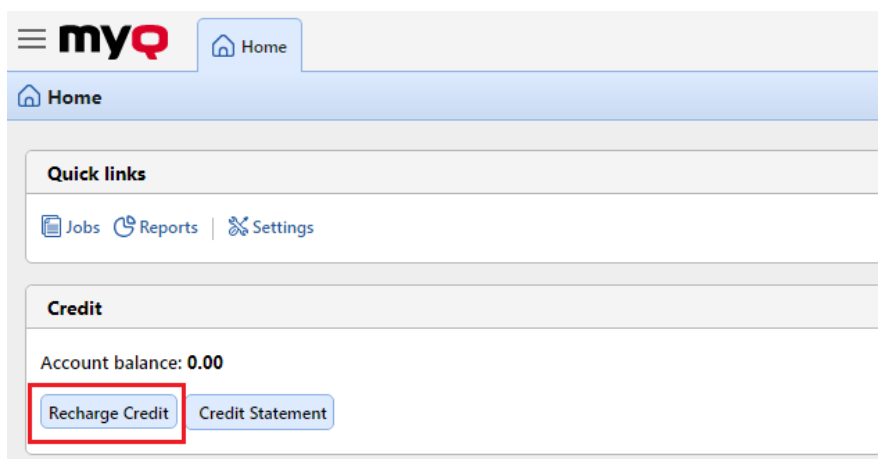 myQ
Home
Home
Quick links
Jobs Reports | Settings
Credit
Account balance: 0.00
Recharge Credit Credit Statement